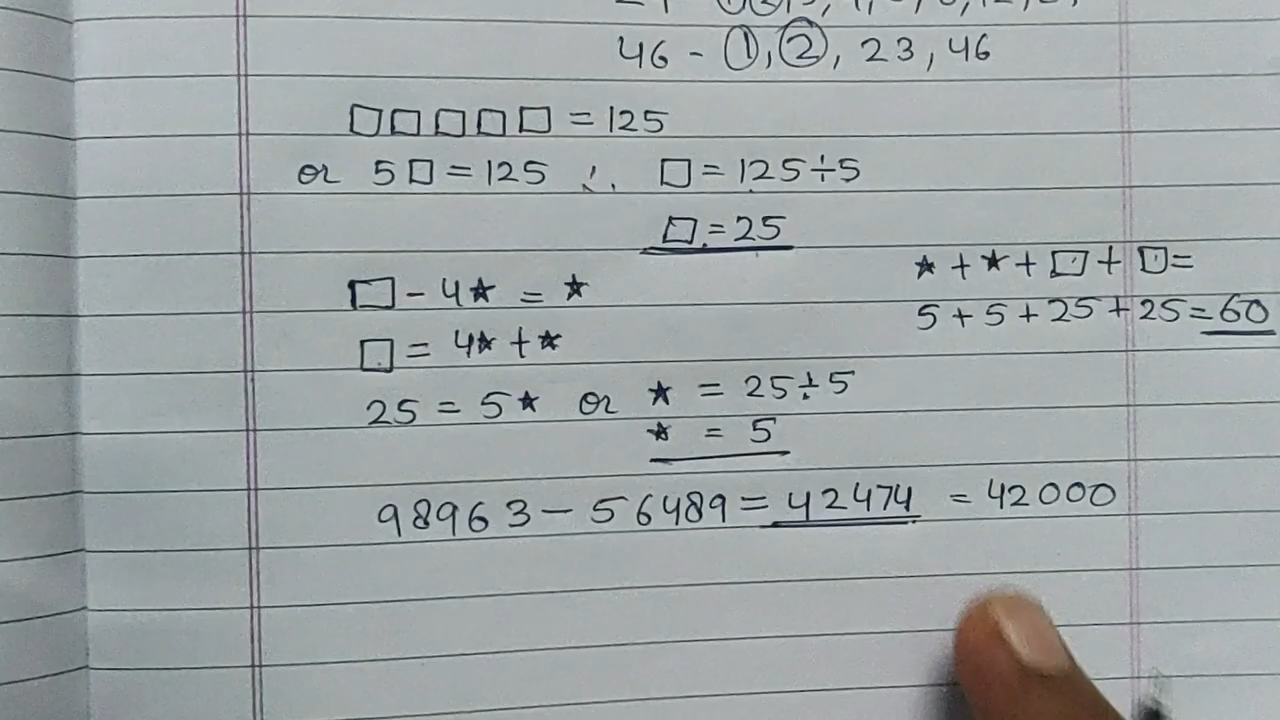 46 - ①, ②, 23, 46
□□□□□ = 125
or 5□ = 125 ∴ □ = 125÷5
□ = 25
□ - 4★ = ★
□ = 4★ + ★
25 = 5★ or ★ = 25÷5
★ = 5
★ + ★ + □ + □ =
5 + 5 + 25 + 25 = 60
98963 - 56489 = 42474 = 42000